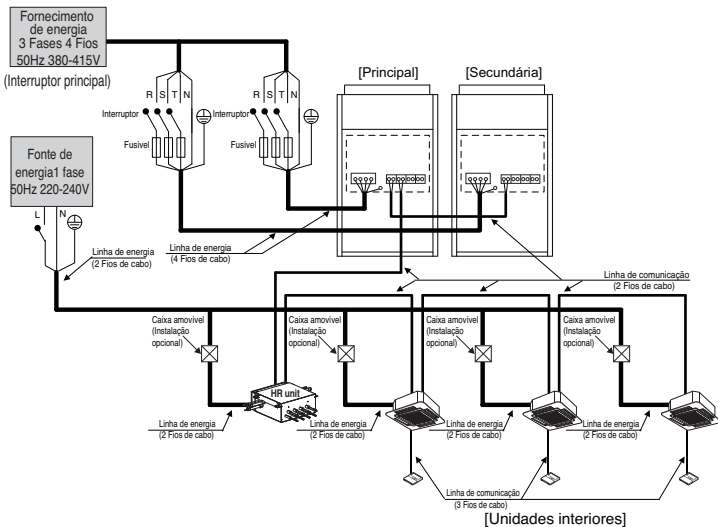 Fornecimento
de energia
3 Fases 4 Fios
50Hz 380-415V
(Interruptor principal)
[Principal]
[Secundária]
R S T N
R S T N
Interruptor
Interruptor
Fusível
Fusível
Fonte de
energia1 fase
50Hz 220-240V
L N
Linha de energia
(2 Fios de cabo)
Linha de energia
(4 Fios de cabo)
Linha de comunicação
(2 Fios de cabo)
Caixa amovível
(Instalação
opcional)
Caixa amovível
(Instalação
opcional)
Caixa amovível
(Instalação
opcional)
Caixa amovível
(Instalação
opcional)
HR unit
Linha de energia
(2 Fios de cabo)
Linha de energia
(2 Fios de cabo)
Linha de energia
(2 Fios de cabo)
Linha de energia
(2 Fios de cabo)
Linha de comunicação
(3 Fios de cabo)
[Unidades interiores]